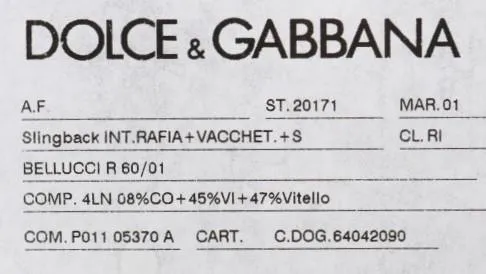 DOLCE & GABBANA
A.F. ST. 20171 MAR. 01
Slingback INT.RAFIA+VACCHET.+S CL. RI
BELLUCCI R 60/01
COMP. 4LN 08%CO+45%VI+47%Vitello
COM. P011 05370 A CART. C.DOG. 64042090